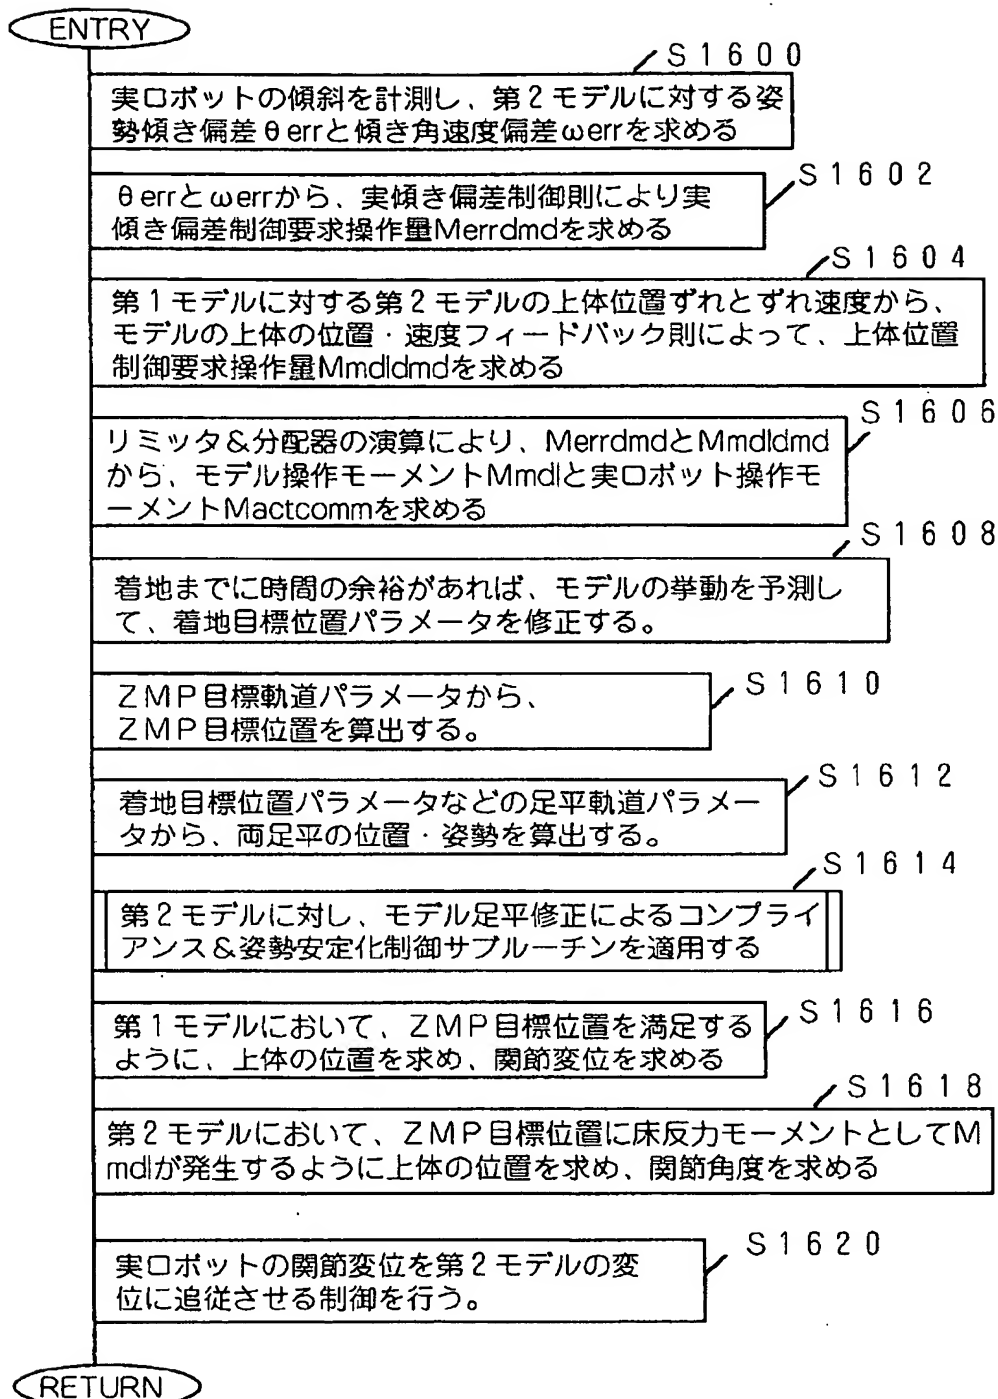 ENTRY
S1600
実ロボットの傾斜を計測し、第2モデルに対する姿
勢傾き偏差θerrと傾き角速度偏差ωerrを求める
S1602
θerrとωerrから、実傾き偏差制御則により実
傾き偏差制御要求操作量Merrdmdを求める
S1604
第1モデルに対する第2モデルの上体位置ずれとずれ速度から、
モデルの上体の位置・速度フィードバック則によって、上体位置
制御要求操作量Mmdldmdを求める
S1606
リミッタ&分配器の演算により、MerrdmdとMmdldmd
から、モデル操作モーメントMmdlと実ロボット操作モ
ーメントMactcommを求める
S1608
着地までに時間の余裕があれば、モデルの挙動を予測し
て、着地目標位置パラメータを修正する。
S1610
ZMP目標軌道パラメータから、
ZMP目標位置を算出する。
S1612
着地目標位置パラメータなどの足平軌道パラメー
タから、両足平の位置・姿勢を算出する。
S1614
第2モデルに対し、モデル足平修正によるコンプライ
アンス&姿勢安定化制御サブルーチンを適用する
S1616
第1モデルにおいて、ZMP目標位置を満足する
ように、上体の位置を求め、関節変位を求める
S1618
第2モデルにおいて、ZMP目標位置に床反力モーメントとしてM
mdlが発生するように上体の位置を求め、関節角度を求める
S1620
実ロボットの関節変位を第2モデルの変
位に追従させる制御を行う。
RETURN